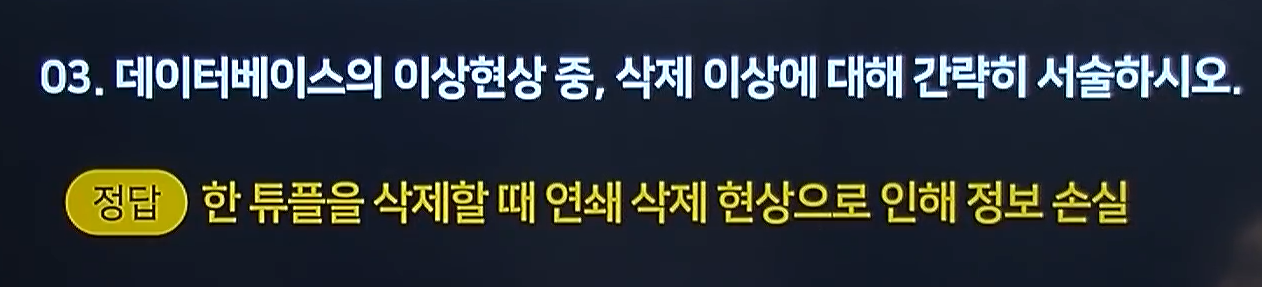 03. 데이터베이스의 이상현상 중, 삭제 이상에 대해 간략히 서술하시오.
정답 한 튜플을 삭제할 때 연쇄 삭제 현상으로 인해 정보 손실